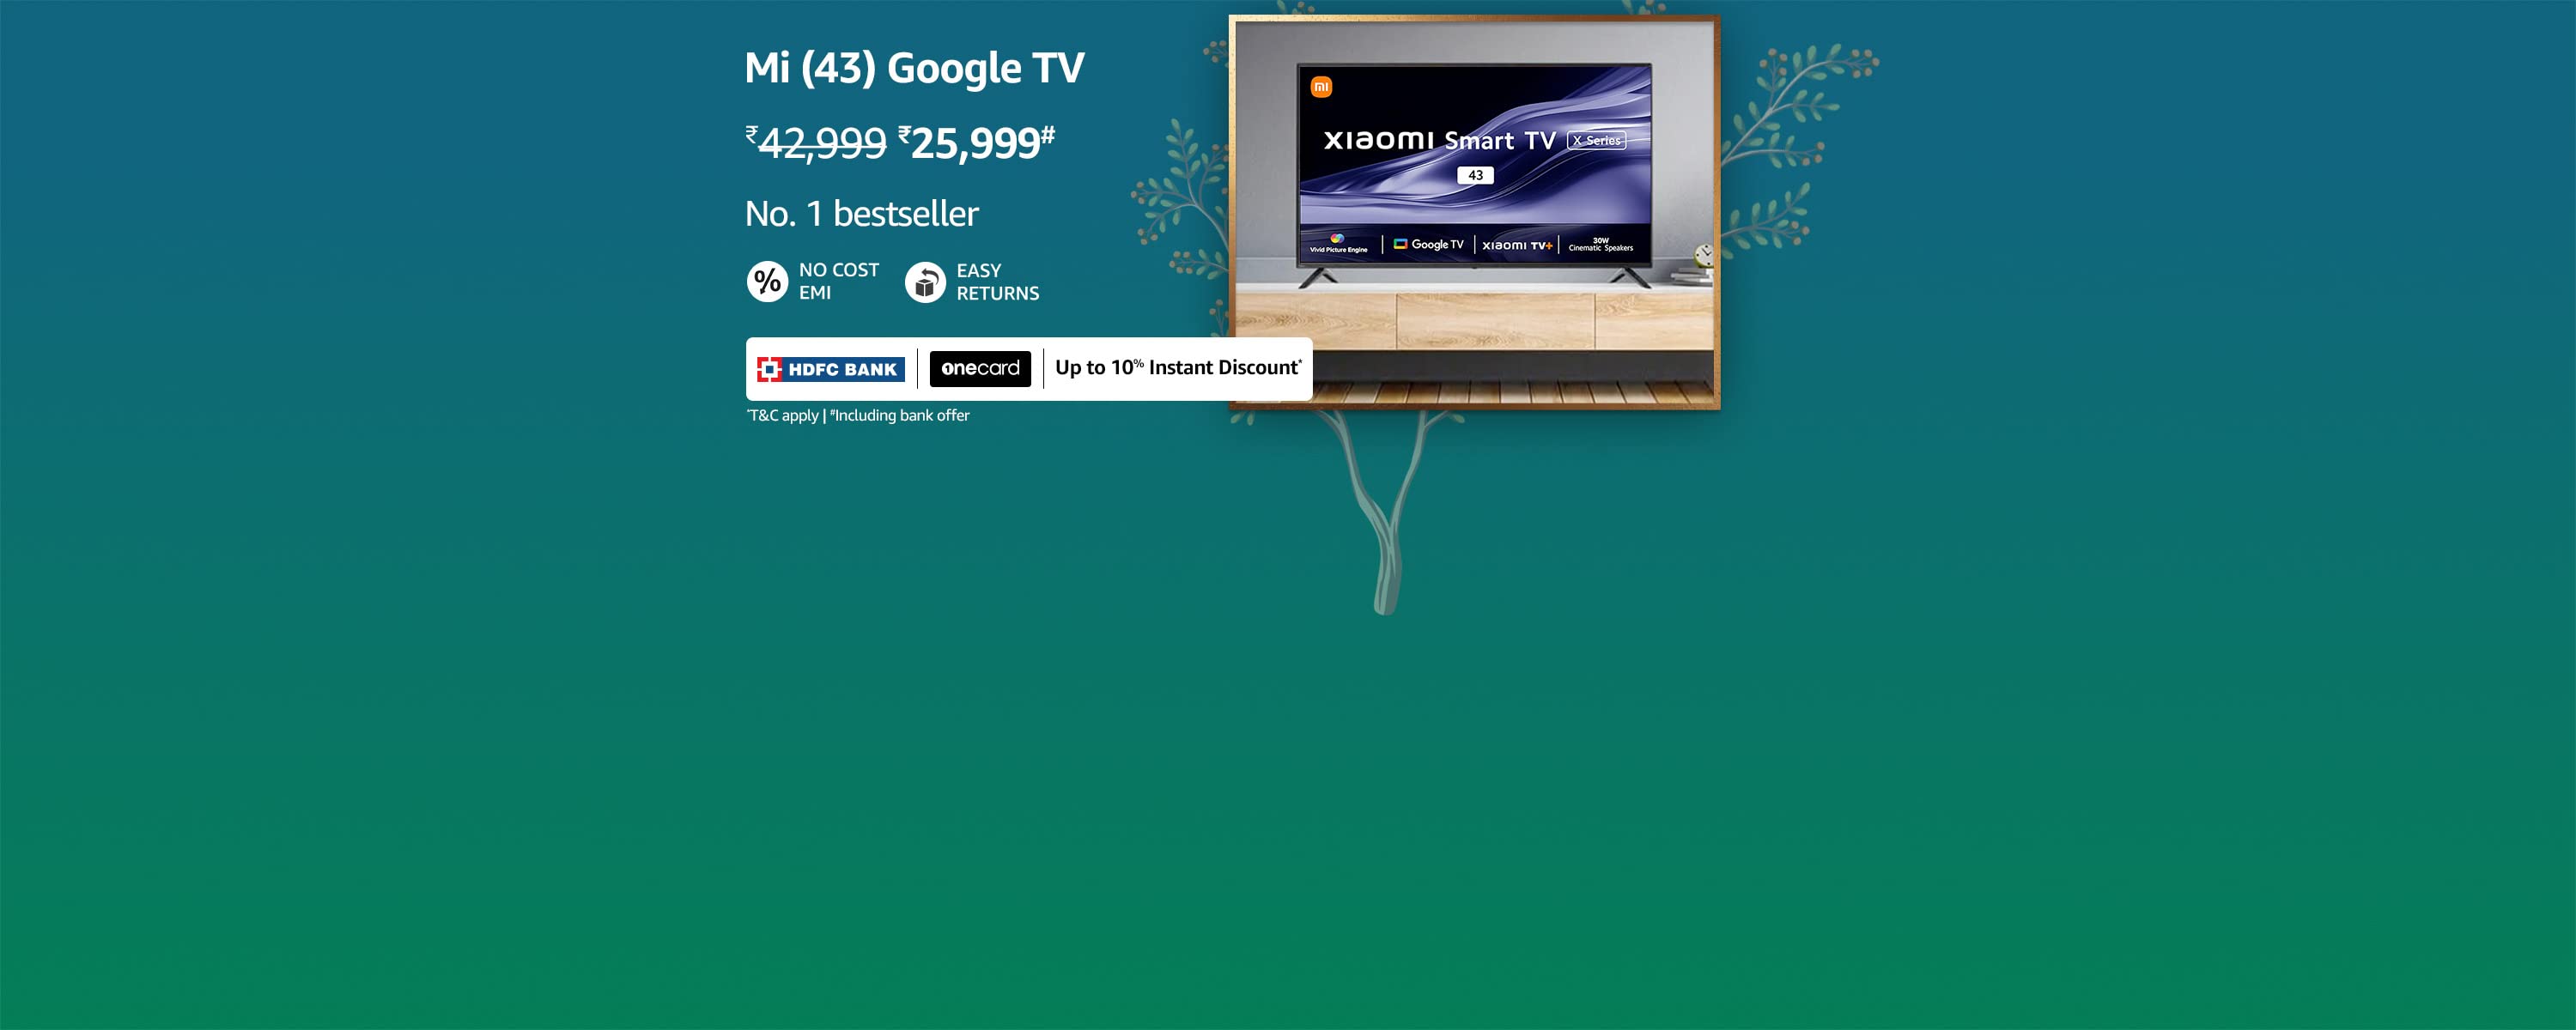 Mi (43) Google TV
₹42,999 ₹25,999#
No. 1 bestseller
% NO COST
EMI
EASY
RETURNS
HDFC BANK
onecard
Up to 10% Instant Discount*
*T&C apply | #Including bank offer
mi
xiaomi Smart TV X Series
43
Vivid Picture Engine
Google TV
xiaomi TV+
30W
Cinematic Speakers